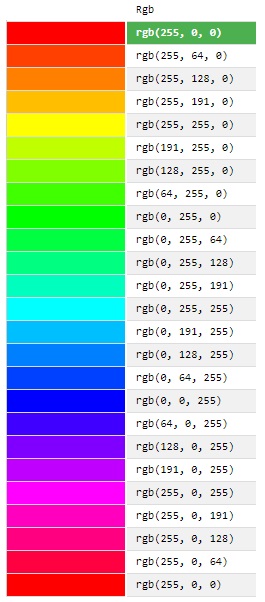 Rgb
rgb(255, 0, 0)
rgb(255, 64, 0)
rgb(255, 128, 0)
rgb(255, 191, 0)
rgb(255, 255, 0)
rgb(191, 255, 0)
rgb(128, 255, 0)
rgb(64, 255, 0)
rgb(0, 255, 0)
rgb(0, 255, 64)
rgb(0, 255, 128)
rgb(0, 255, 191)
rgb(0, 255, 255)
rgb(0, 191, 255)
rgb(0, 128, 255)
rgb(0, 64, 255)
rgb(0, 0, 255)
rgb(64, 0, 255)
rgb(128, 0, 255)
rgb(191, 0, 255)
rgb(255, 0, 255)
rgb(255, 0, 191)
rgb(255, 0, 128)
rgb(255, 0, 64)
rgb(255, 0, 0)